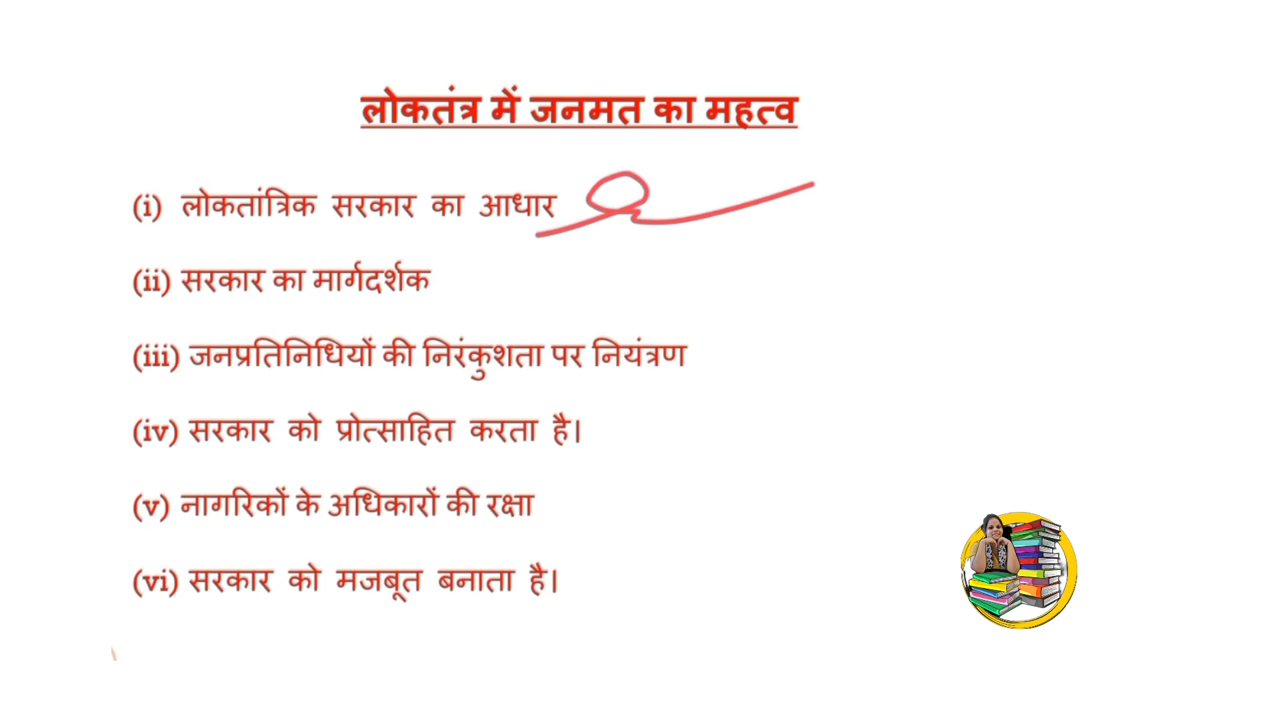 लोकतंत्र में जनमत का महत्व
(i) लोकतांत्रिक सरकार का आधार
(ii) सरकार का मार्गदर्शक
(iii) जनप्रतिनिधियों की निरंकुशता पर नियंत्रण
(iv) सरकार को प्रोत्साहित करता है।
(v) नागरिकों के अधिकारों की रक्षा
(vi) सरकार को मजबूत बनाता है।